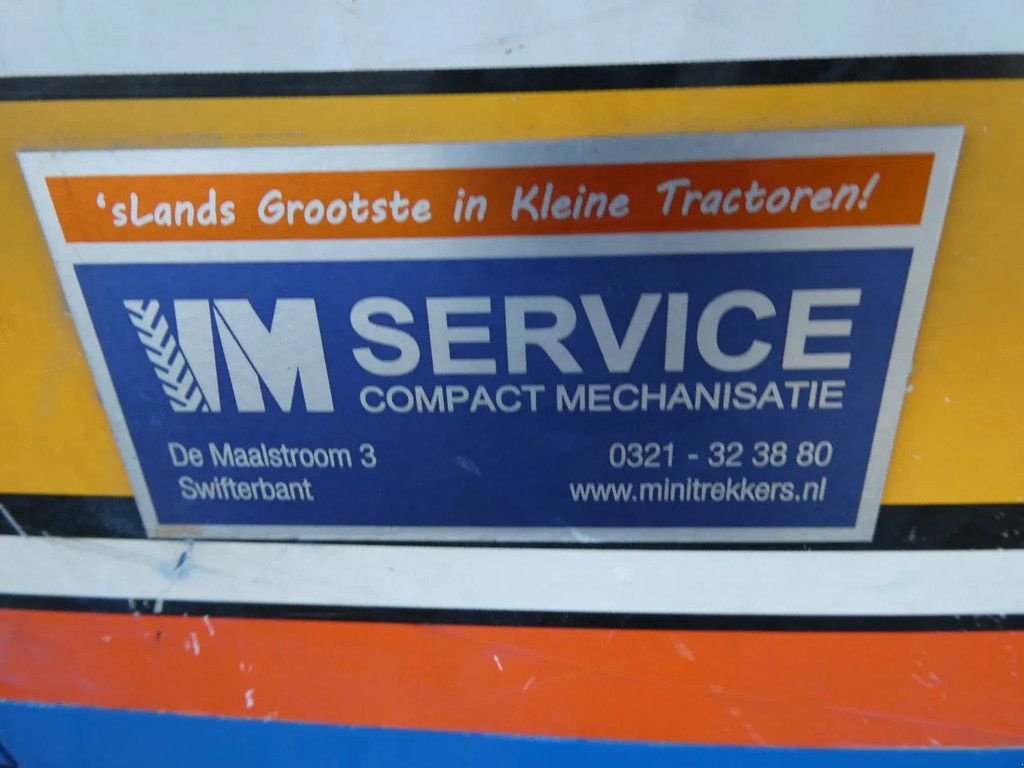 'sLands Grootste in Kleine Tractoren!
IM SERVICE
COMPACT MECHANISATIE
De Maalstroom 3
0321 - 32 38 80
Swifterbant
www.minitrekkers.nl